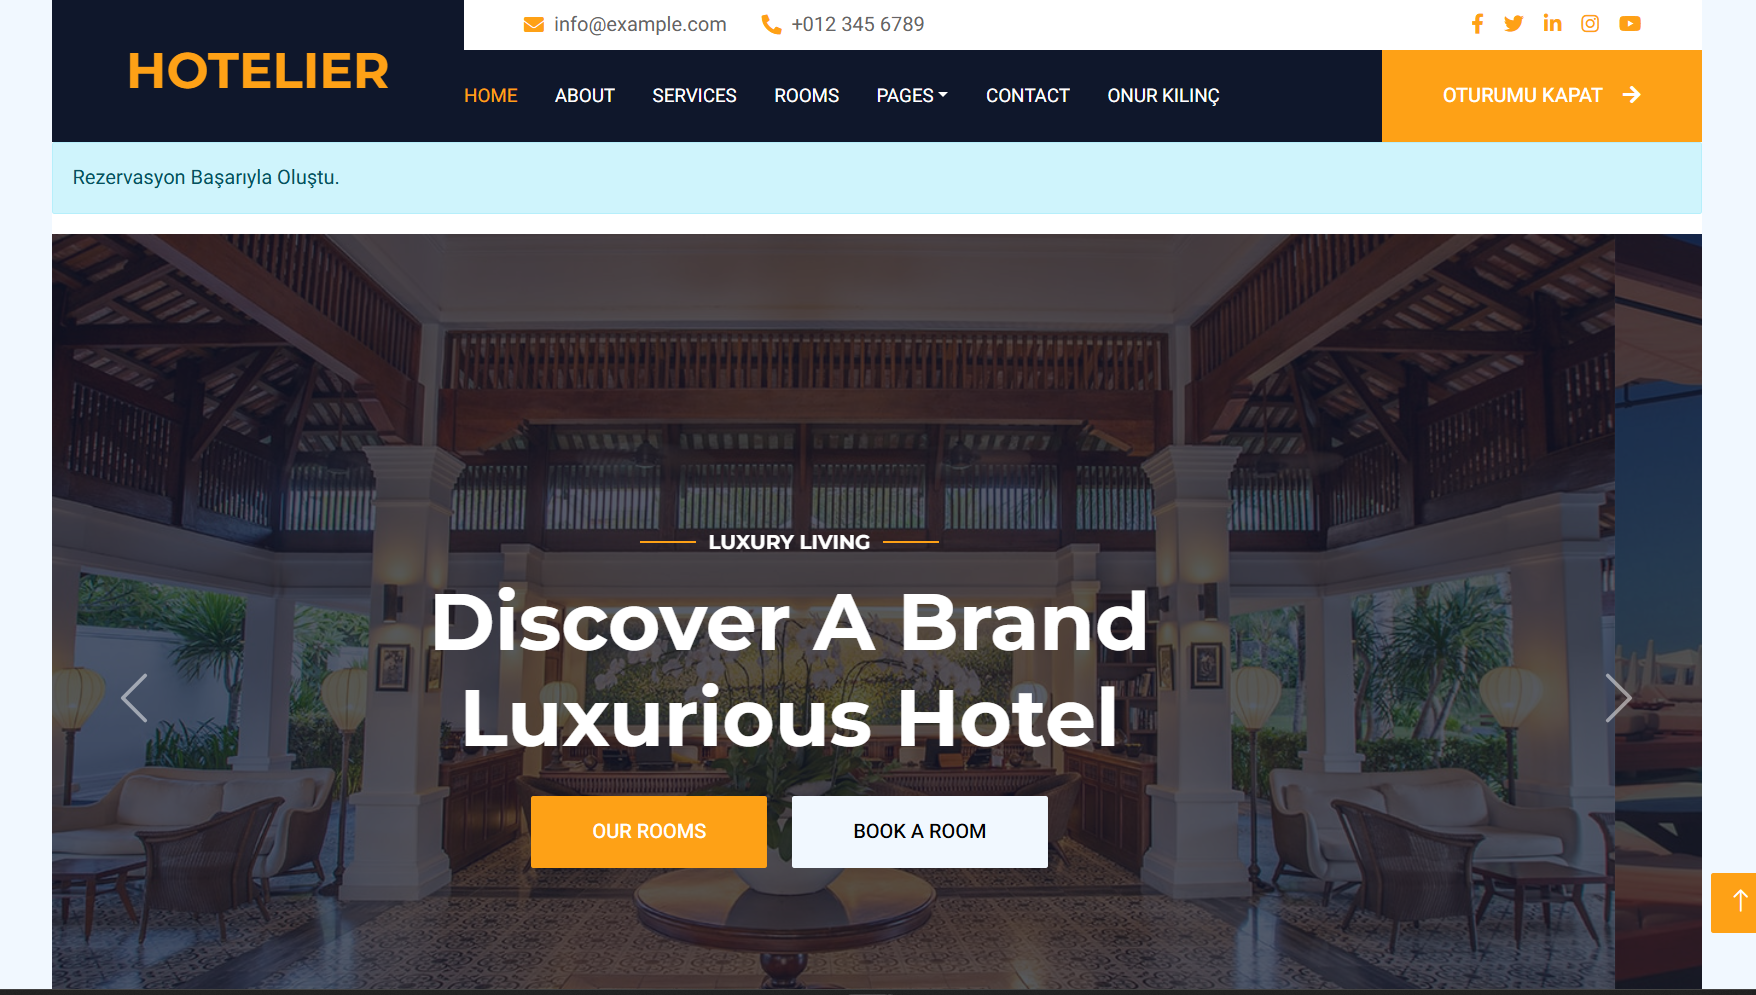 HOTELIER
info@example.com +012 345 6789
HOME ABOUT SERVICES ROOMS PAGES CONTACT ONUR KILINÇ OTURUMU KAPAT
Rezervasyon Başarıyla Oluştu.
LUXURY LIVING
Discover A Brand
Luxurious Hotel
OUR ROOMS BOOK A ROOM